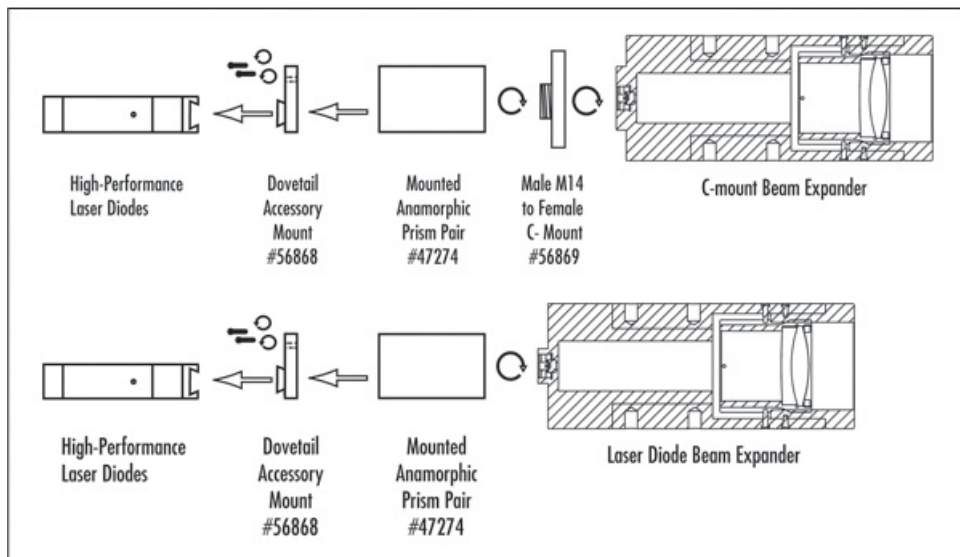 High-Performance
Laser Diodes
Dovetail
Accessory
Mount
#56868
Mounted
Anamorphic
Prism Pair
#47274
Male M14
to Female
C- Mount
#56869
C-mount Beam Expander
High-Performance
Laser Diodes
Dovetail
Accessory
Mount
#56868
Mounted
Anamorphic
Prism Pair
#47274
Laser Diode Beam Expander